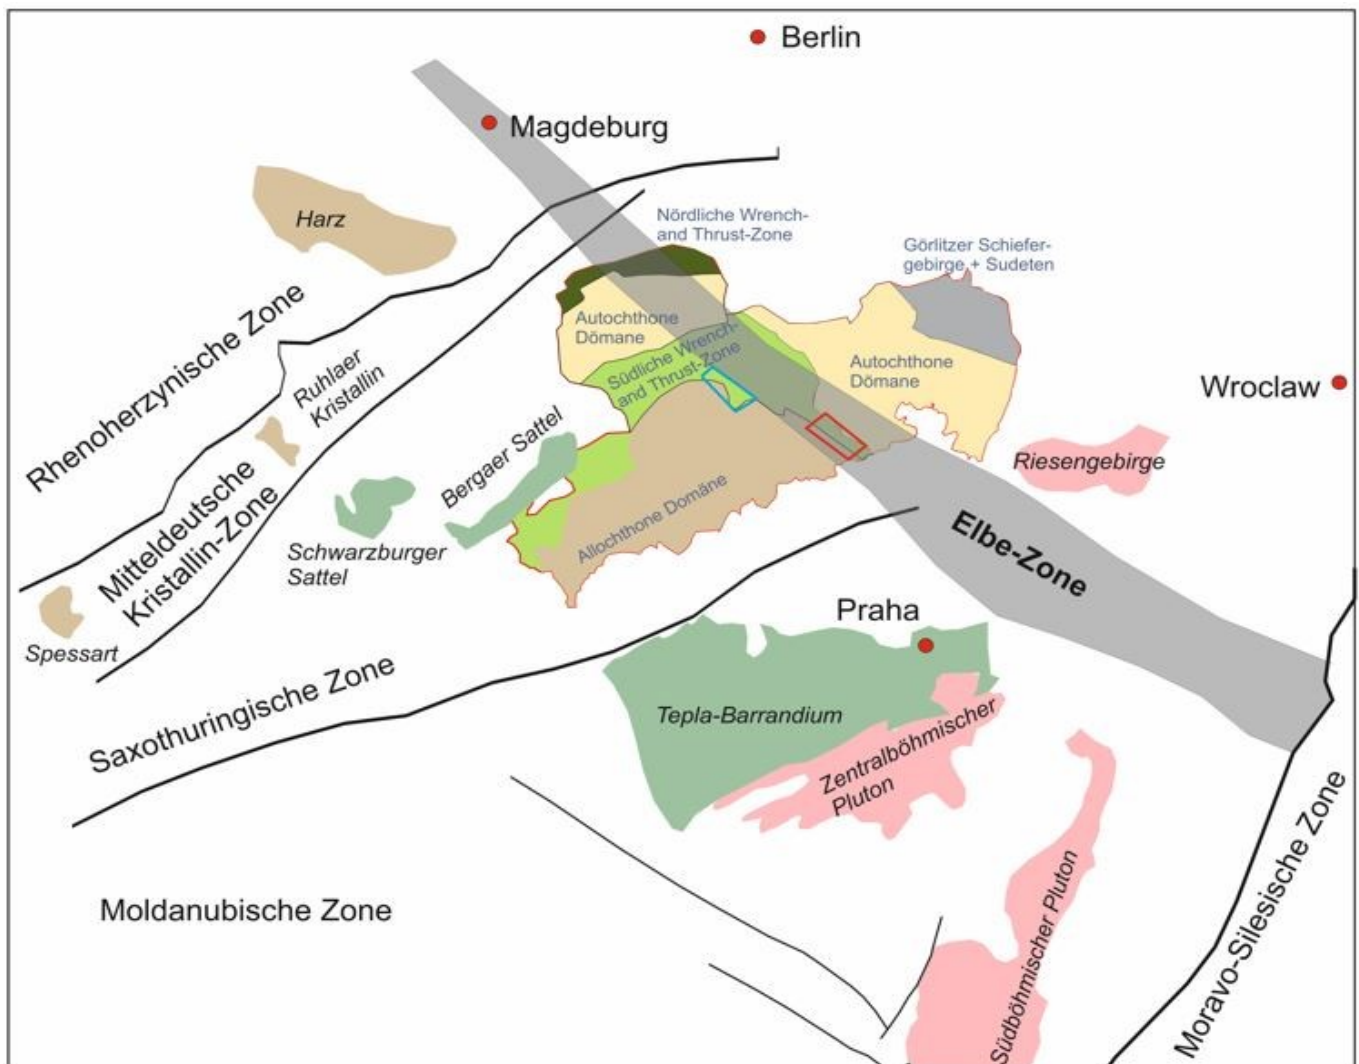 Berlin
Magdeburg
Nördliche Wrench-
and Thrust-Zone
Harz
Görlitzer Schiefer-
gebirge + Sudeten
Rhenoherzynische Zone
Autochthone
Dömane
Südliche Wrench-
and Thrust-Zone
Autochthone
Dömane
Ruhlaer
Kristallin
Wroclaw
Bergaer Sattel
Riesengebirge
Mitteldeutsche
Kristallin-Zone
Allochthone Domäne
Schwarzburger
Sattel
Elbe-Zone
Praha
Spessart
Saxothuringische Zone
Tepla-Barrandium
Zentralböhmischer
Pluton
Moldanubische Zone
Südböhmischer Pluton
Moravo-Silesische Zone